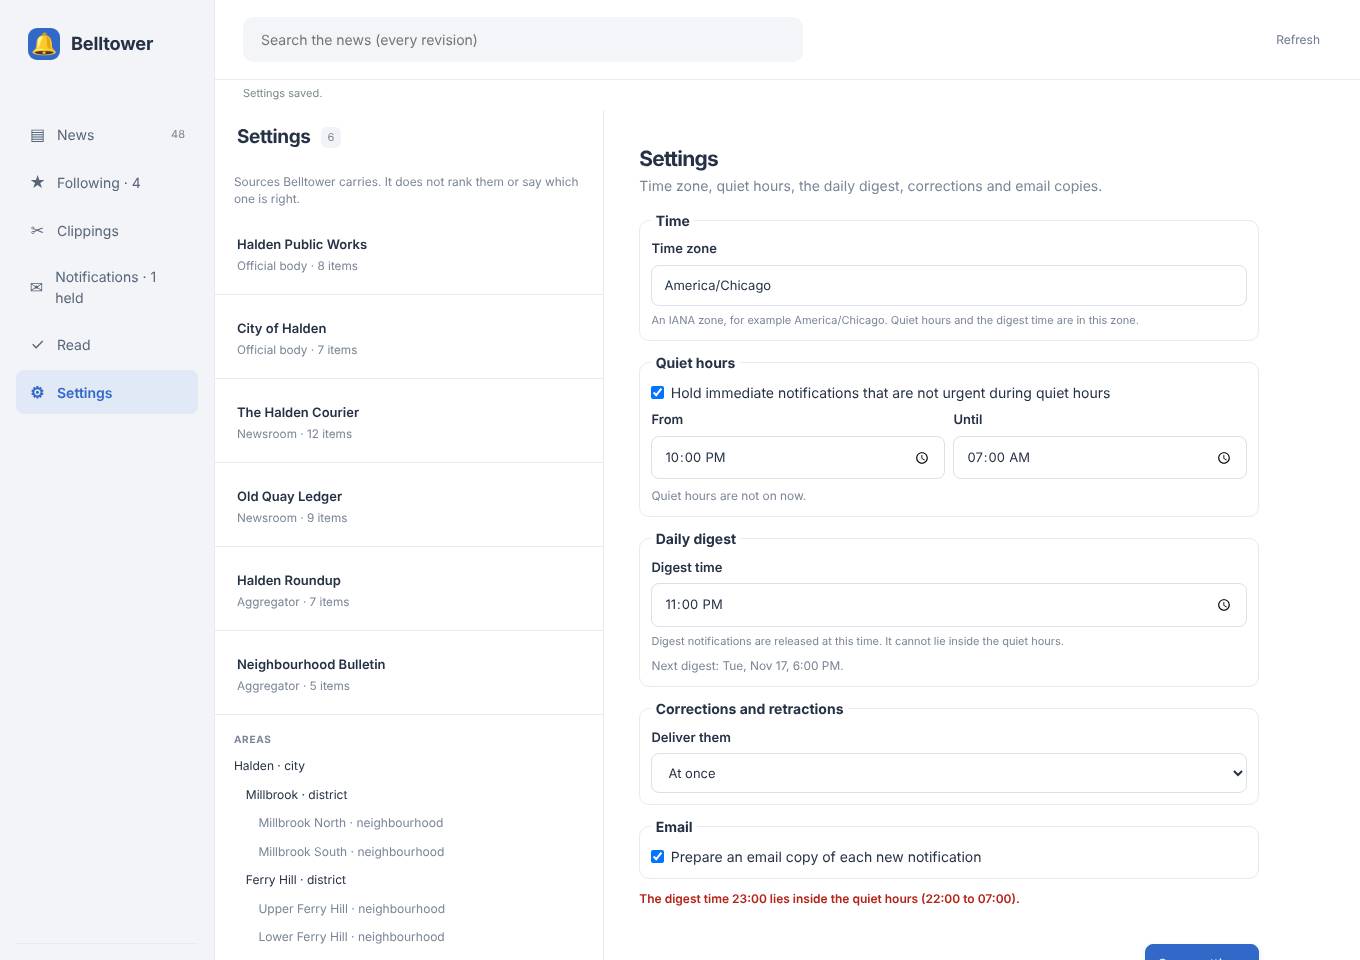 Belltower
Search the news (every revision)
Refresh
Settings saved.
News 48
Following · 4
Clippings
Notifications · 1
held
Read
Settings
Settings 6
Sources Belltower carries. It does not rank them or say which
one is right.
Halden Public Works
Official body · 8 items
City of Halden
Official body · 7 items
The Halden Courier
Newsroom · 12 items
Old Quay Ledger
Newsroom · 9 items
Halden Roundup
Aggregator · 7 items
Neighbourhood Bulletin
Aggregator · 5 items
AREAS
Halden · city
Millbrook · district
Millbrook North · neighbourhood
Millbrook South · neighbourhood
Ferry Hill · district
Upper Ferry Hill · neighbourhood
Lower Ferry Hill · neighbourhood
Settings
Time zone, quiet hours, the daily digest, corrections and email copies.
Time
Time zone
America/Chicago
An IANA zone, for example America/Chicago. Quiet hours and the digest time are in this zone.
Quiet hours
Hold immediate notifications that are not urgent during quiet hours
From Until
10:00 PM 07:00 AM
Quiet hours are not on now.
Daily digest
Digest time
11:00 PM
Digest notifications are released at this time. It cannot lie inside the quiet hours.
Next digest: Tue, Nov 17, 6:00 PM.
Corrections and retractions
Deliver them
At once
Email
Prepare an email copy of each new notification
The digest time 23:00 lies inside the quiet hours (22:00 to 07:00).